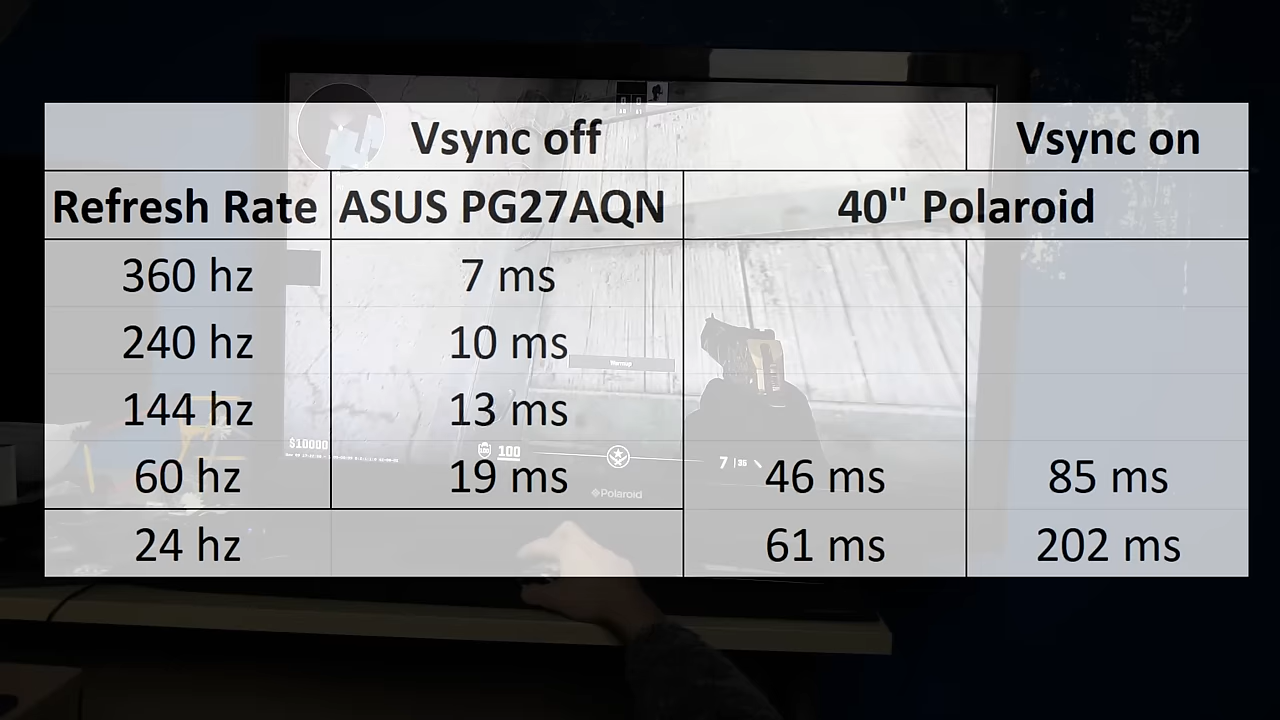 Vsync off Vsync on
Refresh Rate ASUS PG27AQN 40" Polaroid
360 hz 7 ms
240 hz 10 ms
144 hz 13 ms
60 hz 19 ms 46 ms 85 ms
24 hz 61 ms 202 ms
Warmup
$10000 100 7 | 35
Polaroid